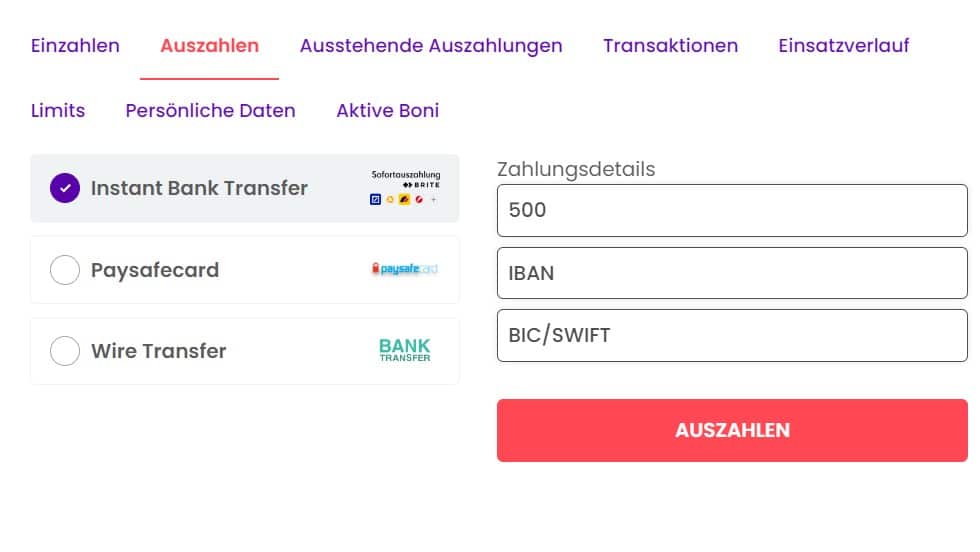 Einzahlen Auszahlen Ausstehende Auszahlungen Transaktionen Einsatzverlauf
Limits Persönliche Daten Aktive Boni
Instant Bank Transfer
Sofortauszahlung
BRITE
Paysafecard
paysafecard
Wire Transfer
BANK
TRANSFER
Zahlungsdetails
500
IBAN
BIC/SWIFT
AUSZAHLEN